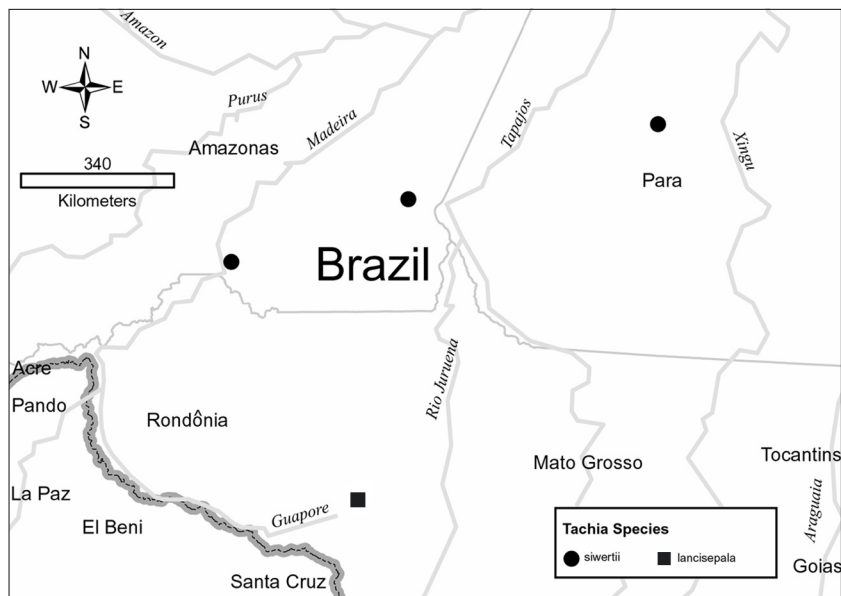 Amazon
N
W E
S
Purus
Madeira
Tapajos
Xingu
Amazonas
340
Kilometers
Para
Brazil
Acre
Pando
Rio Juruena
Rondônia
Mato Grosso
Tocantins
La Paz
El Beni
Guapore
Araguaia
Santa Cruz
Goias
Tachia Species
siwertii lancisepala